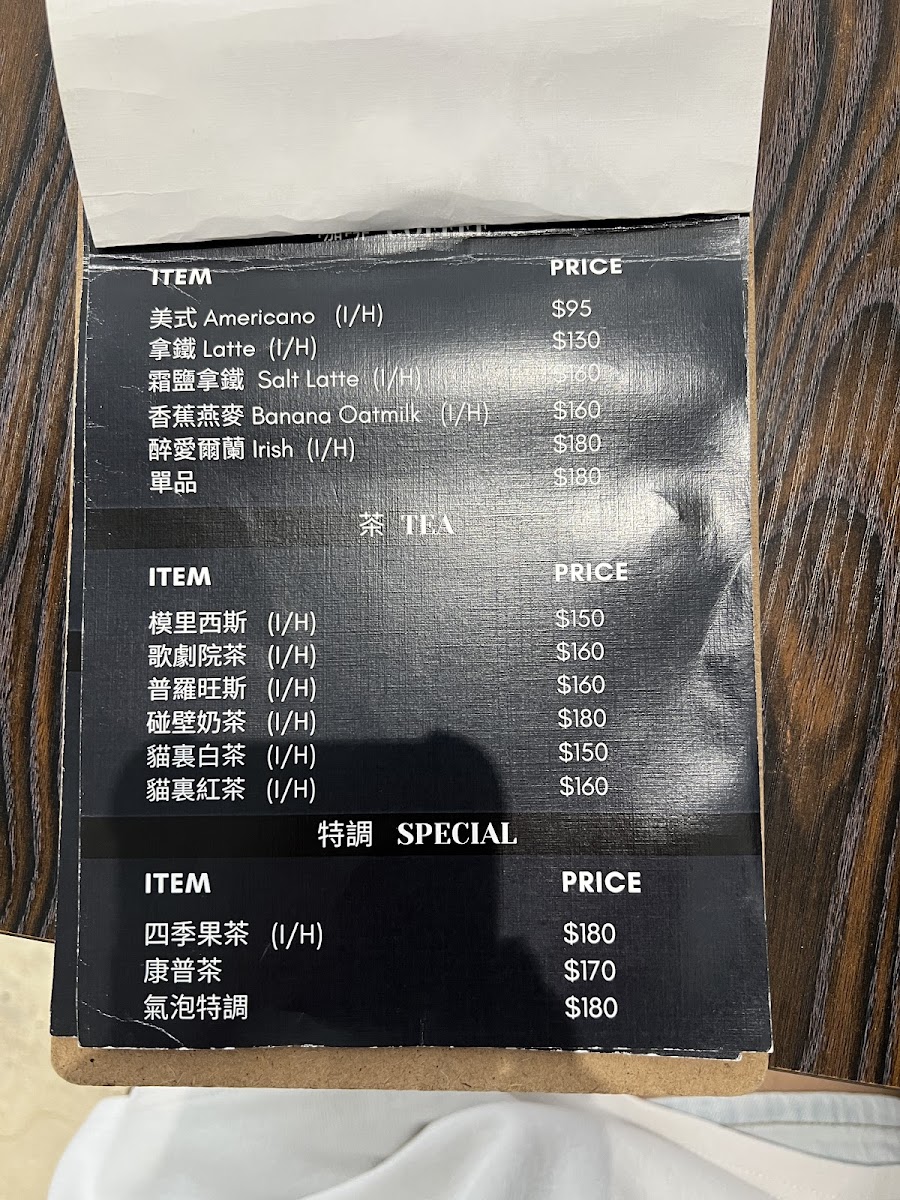 咖啡 COFFEE
ITEM PRICE
美式 Americano (I/H) $95
拿鐵 Latte (I/H) $130
霜鹽拿鐵 Salt Latte (I/H) $160
香蕉燕麥 Banana Oatmilk (I/H) $160
醉愛爾蘭 Irish (I/H) $180
單品 $180
茶 TEA
ITEM PRICE
模里西斯 (I/H) $150
歌劇院茶 (I/H) $160
普羅旺斯 (I/H) $160
碰壁奶茶 (I/H) $180
貓裏白茶 (I/H) $150
貓裏紅茶 (I/H) $160
特調 SPECIAL
ITEM PRICE
四季果茶 (I/H) $180
康普茶 $170
氣泡特調 $180